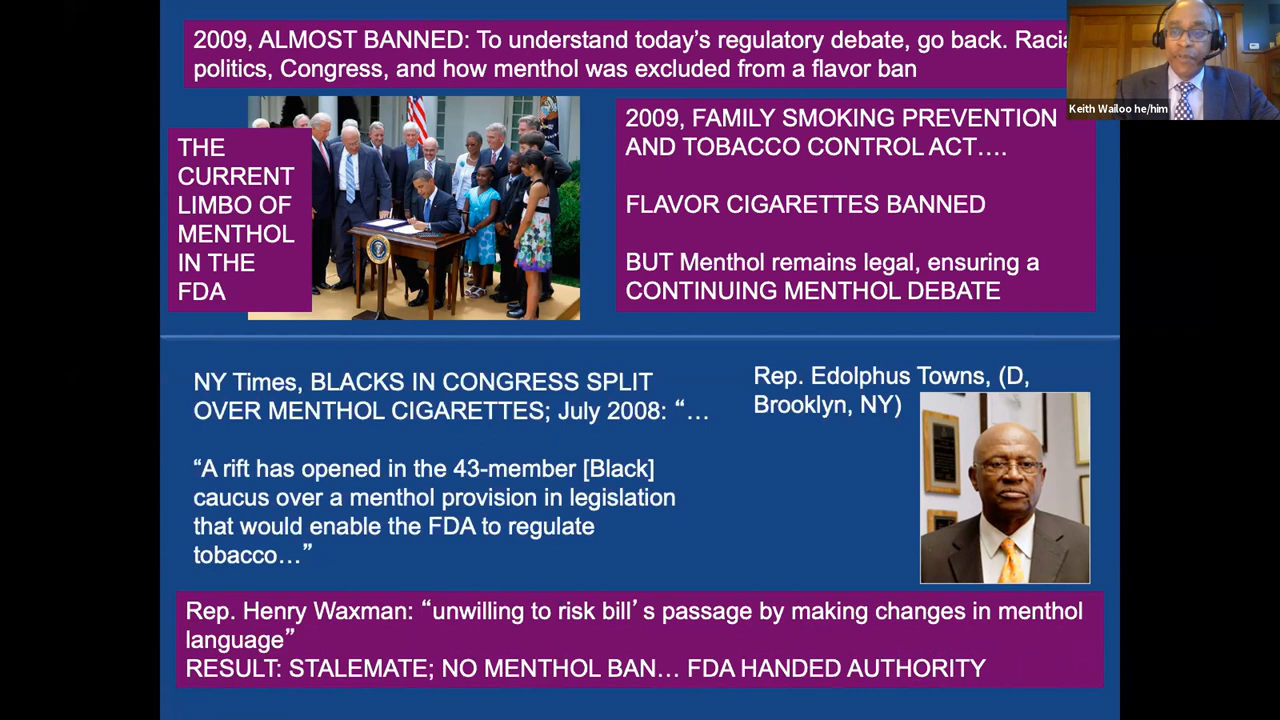 2009, ALMOST BANNED: To understand today's regulatory debate, go back.
politics, Congress, and how menthol was excluded from a flavor ban
Keith Wailoo he/him
THE
CURRENT
LIMBO OF
MENTHOL
IN THE
FDA
2009, FAMILY SMOKING PREVENTION
AND TOBACCO CONTROL ACT....
FLAVOR CIGARETTES BANNED
BUT Menthol remains legal, ensuring a
CONTINUING MENTHOL DEBATE
NY Times, BLACKS IN CONGRESS SPLIT
OVER MENTHOL CIGARETTES; July 2008: “…
“A rift has opened in the 43-member [Black]
caucus over a menthol provision in legislation
that would enable the FDA to regulate
tobacco…”
Rep. Edolphus Towns, (D,
Brooklyn, NY)
Rep. Henry Waxman: “unwilling to risk bill’s passage by making changes in menthol
language”
RESULT: STALEMATE; NO MENTHOL BAN… FDA HANDED AUTHORITY